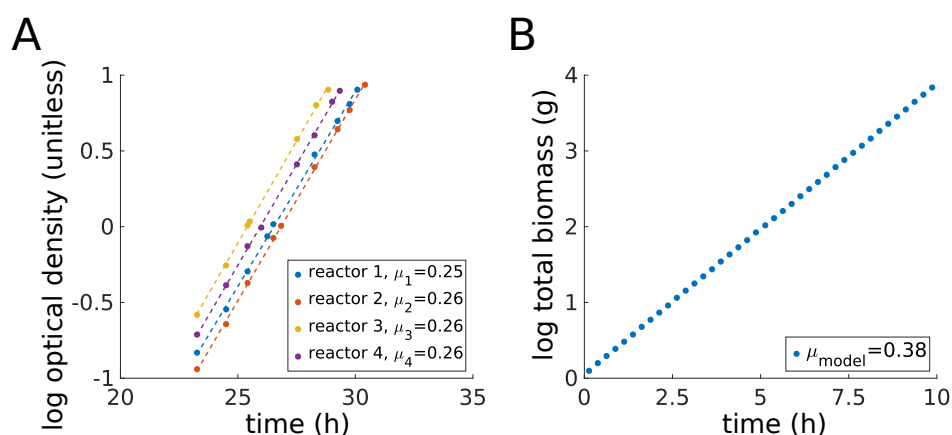 A
log optical density (unitless)
1
0.5
0
-0.5
-1
20
25
30
35
time (h)
reactor 1, μ1=0.25
reactor 2, μ2=0.26
reactor 3, μ3=0.26
reactor 4, μ4=0.26
B
log total biomass (g)
4
3
2
1
0
0
2.5
5
7.5
10
time (h)
μmodel=0.38